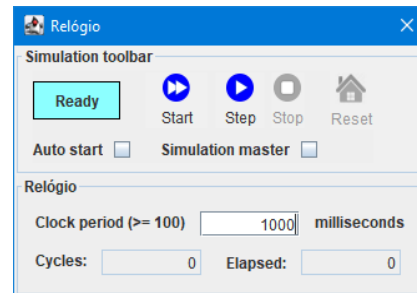 Relógio
Simulation toolbar
Ready
Start Step Stop Reset
Auto start Simulation master
Relógio
Clock period (>= 100) 1000 milliseconds
Cycles: 0 Elapsed: 0